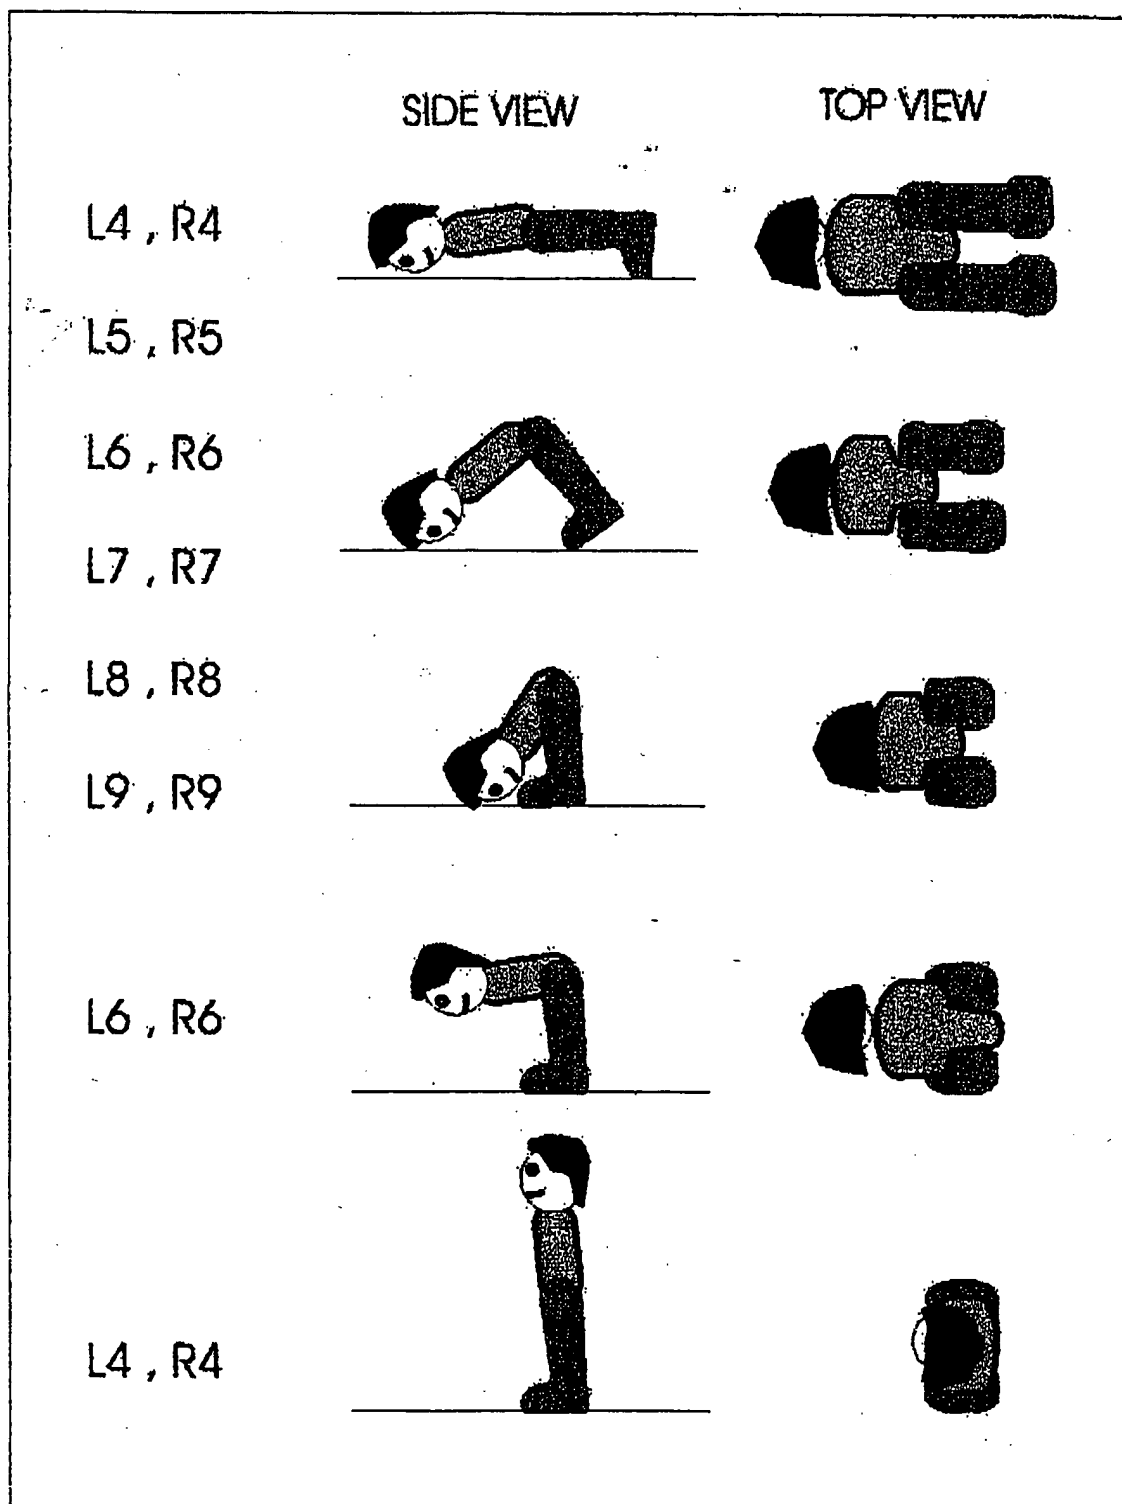 SIDE VIEW TOP VIEW
L4 , R4
L5 , R5
L6 , R6
L7 , R7
L8 , R8
L9 , R9
L6 , R6
L4 , R4